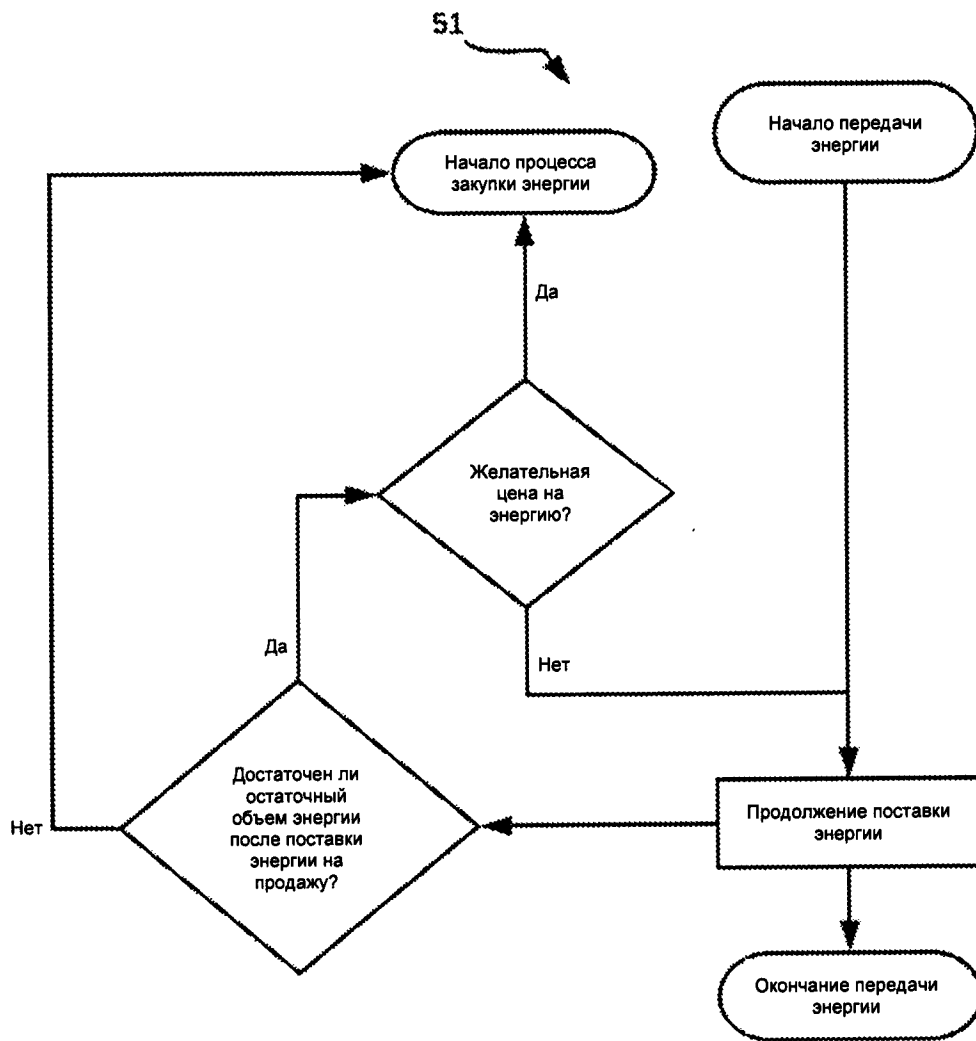 51
Начало передачи
энергии
Начало процесса
закупки энергии
Да
Желательная
цена на
энергию?
Да
Нет
Достаточен ли
остаточный
объем энергии
после поставки
энергии на
продажу?
Нет
Продолжение поставки
энергии
Окончание передачи
энергии